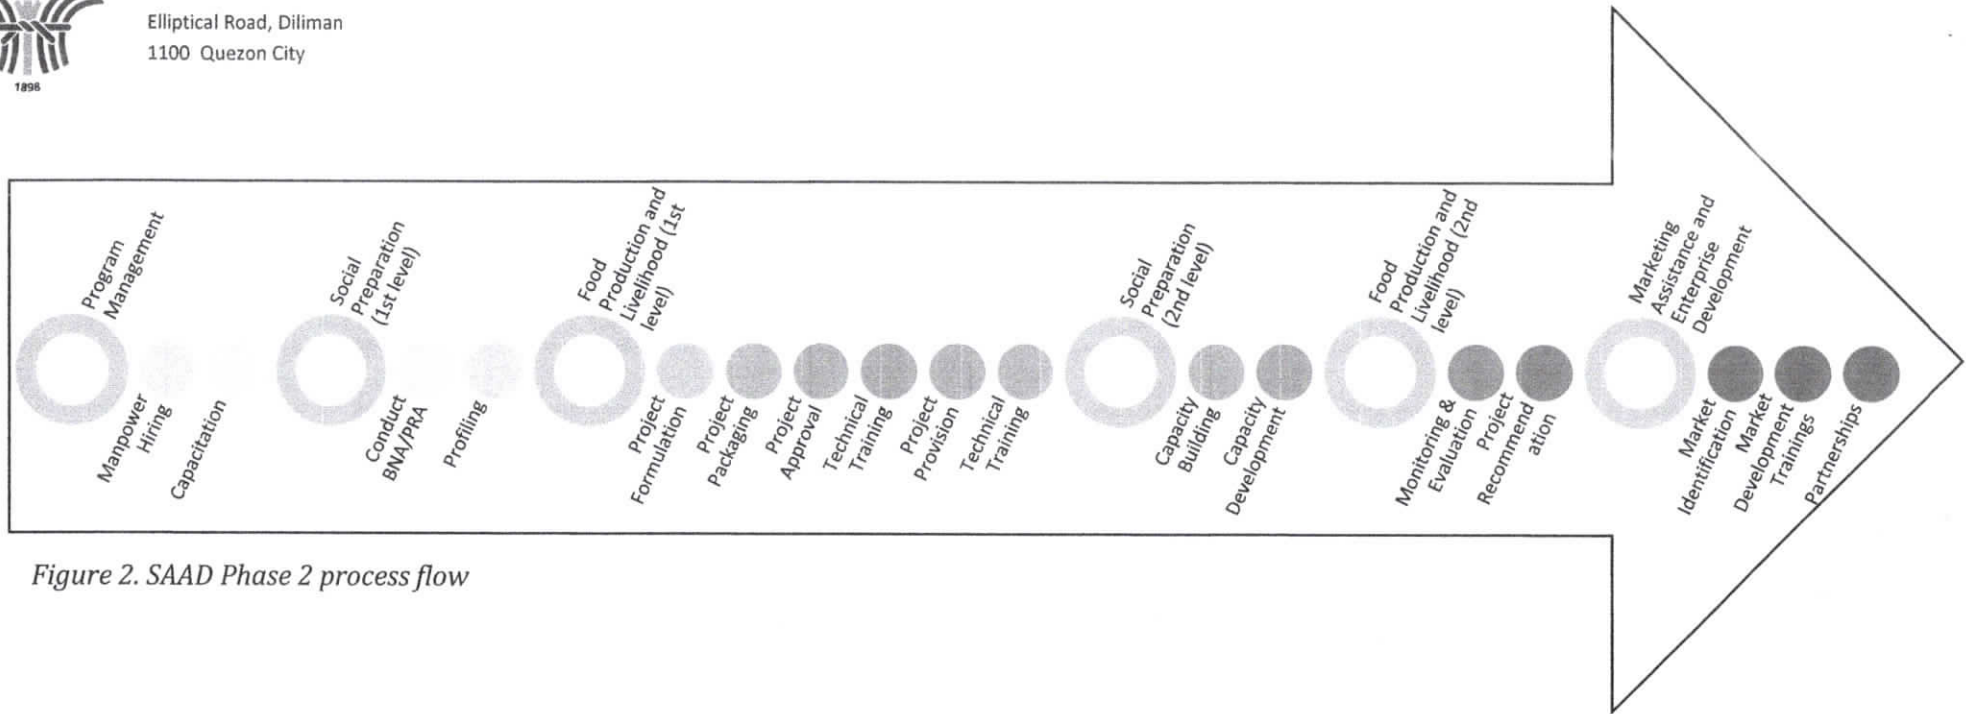 Elliptical Road, Diliman
1100 Quezon City
1898
Program
Management
Manpower
Hiring
Capacitation
Social
Preparation
(1st level)
Conduct
BNA/PRA
Profiling
Food
Production and
Livelihood (1st
level)
Project
Formulation
Project
Packaging
Project
Approval
Technical
Training
Project
Provision
Technical
Training
Social
Preparation
(2nd level)
Capacity
Building
Capacity
Development
Food
Production and
Livelihood (2nd
level)
Monitoring &
Evaluation
Project
Recommend
ation
Marketing
Assistance and
Enterprise
Development
Market
Identification
Market
Development
Trainings
Partnerships
Figure 2. SAAD Phase 2 process flow